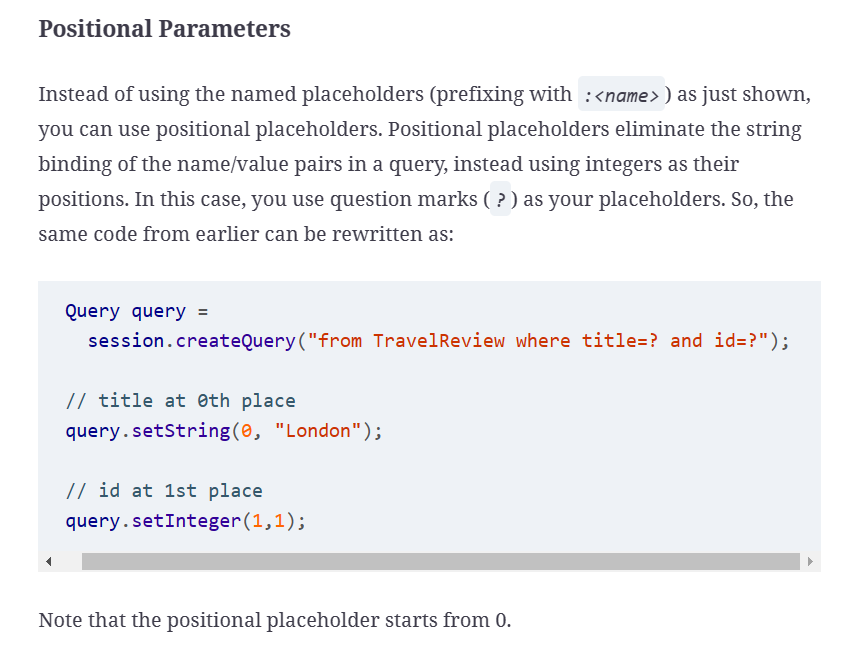 Positional Parameters
Instead of using the named placeholders (prefixing with :<name>) as just shown,
you can use positional placeholders. Positional placeholders eliminate the string
binding of the name/value pairs in a query, instead using integers as their
positions. In this case, you use question marks (?) as your placeholders. So, the
same code from earlier can be rewritten as:
Query query =
  session.createQuery("from TravelReview where title=? and id=?");
// title at 0th place
query.setString(0, "London");
// id at 1st place
query.setInteger(1,1);
Note that the positional placeholder starts from 0.